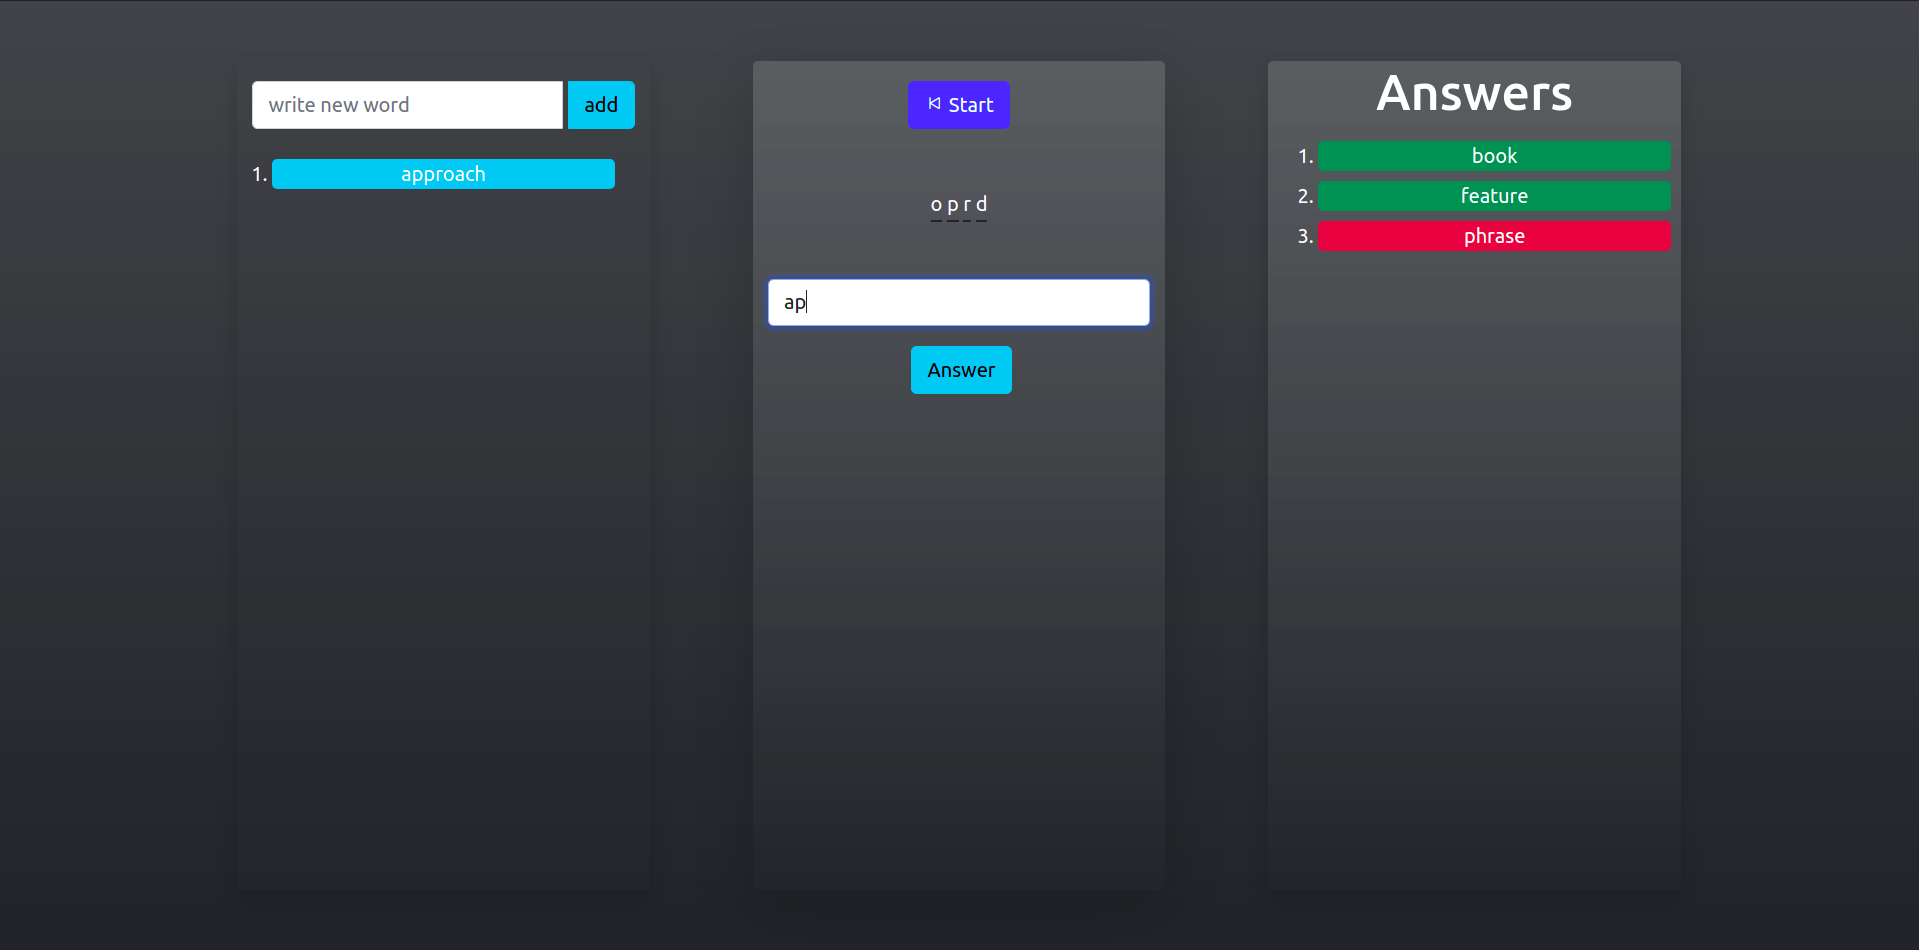 write new word
add
1. approach
Start
o p r d
ap
Answer
Answers
1. book
2. feature
3. phrase